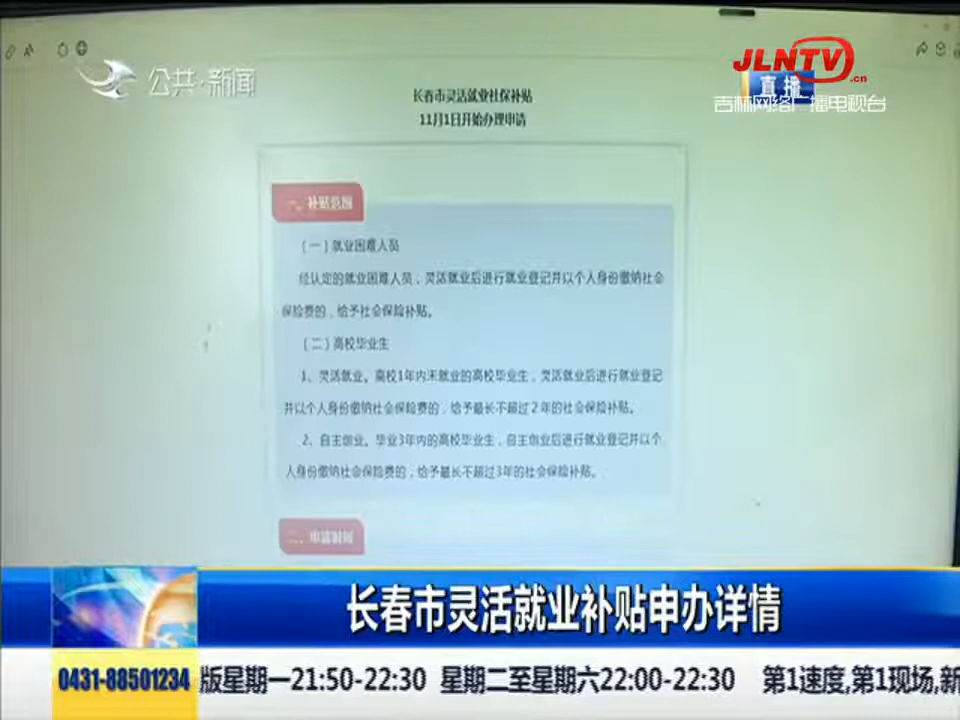 公共·新闻
JLNTV.cn
直播
吉林网络广播电视台
长春市灵活就业社保补贴
11月1日开始办理申请
一、补贴范围
（一）就业困难人员
经认定的就业困难人员，灵活就业后进行就业登记并以个人身份缴纳社会
保险费的，给予社会保险补贴。
（二）高校毕业生
1、灵活就业。离校1年内未就业的高校毕业生，灵活就业后进行就业登记
并以个人身份缴纳社会保险费的，给予最长不超过2年的社会保险补贴。
2、自主创业。毕业3年内的高校毕业生，自主创业后进行就业登记并以个
人身份缴纳社会保险费的，给予最长不超过3年的社会保险补贴。
二、申请时间
长春市灵活就业补贴申办详情
0431-88501234
版星期一21:50-22:30 星期二至星期六22:00-22:30 第1速度,第1现场,新